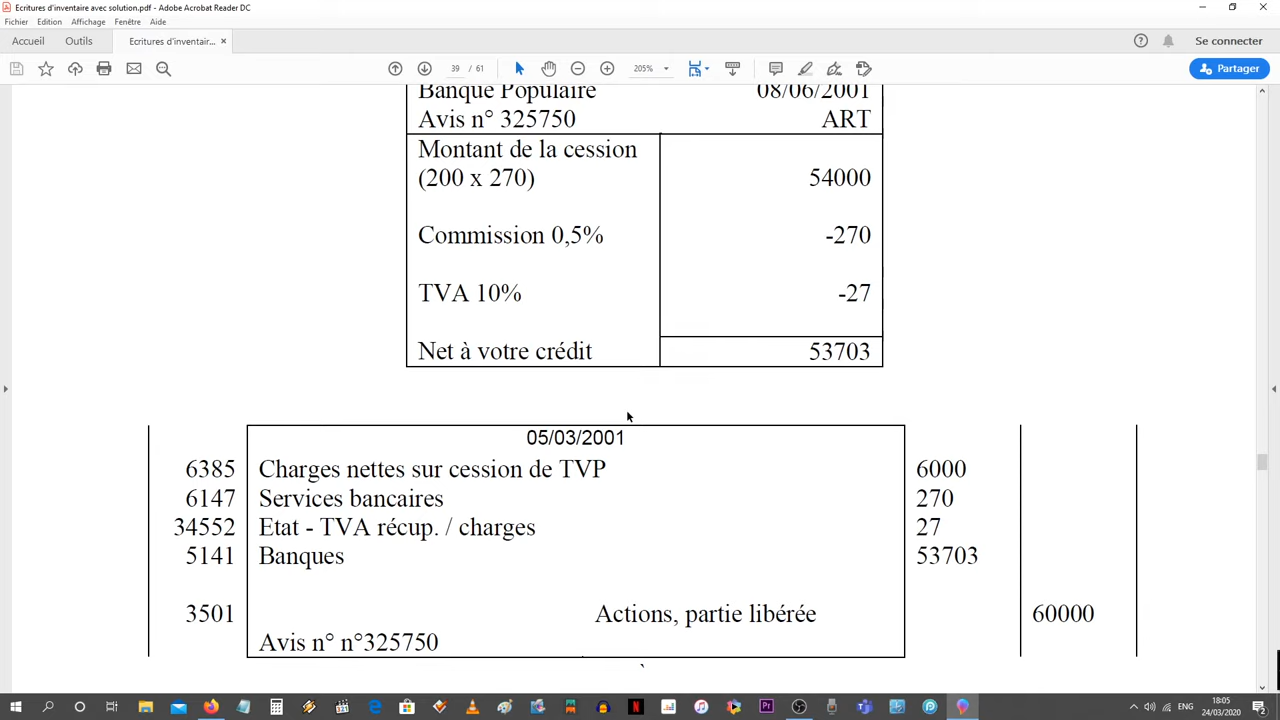 Ecritures d'inventaire avec solution.pdf - Adobe Acrobat Reader DC
Fichier Edition Affichage Fenêtre Aide
Accueil Outils Ecritures d'inventair... × Se connecter
39 / 61 205% Partager
Banque Populaire 08/06/2001
Avis n° 325750 ART
Montant de la cession
(200 x 270) 54000
Commission 0,5% -270
TVA 10% -27
Net à votre crédit 53703
05/03/2001
6385 Charges nettes sur cession de TVP 6000
6147 Services bancaires 270
34552 Etat - TVA récup. / charges 27
5141 Banques 53703
3501 Actions, partie libérée 60000
Avis n° n°325750
18:05
ENG
24/03/2020